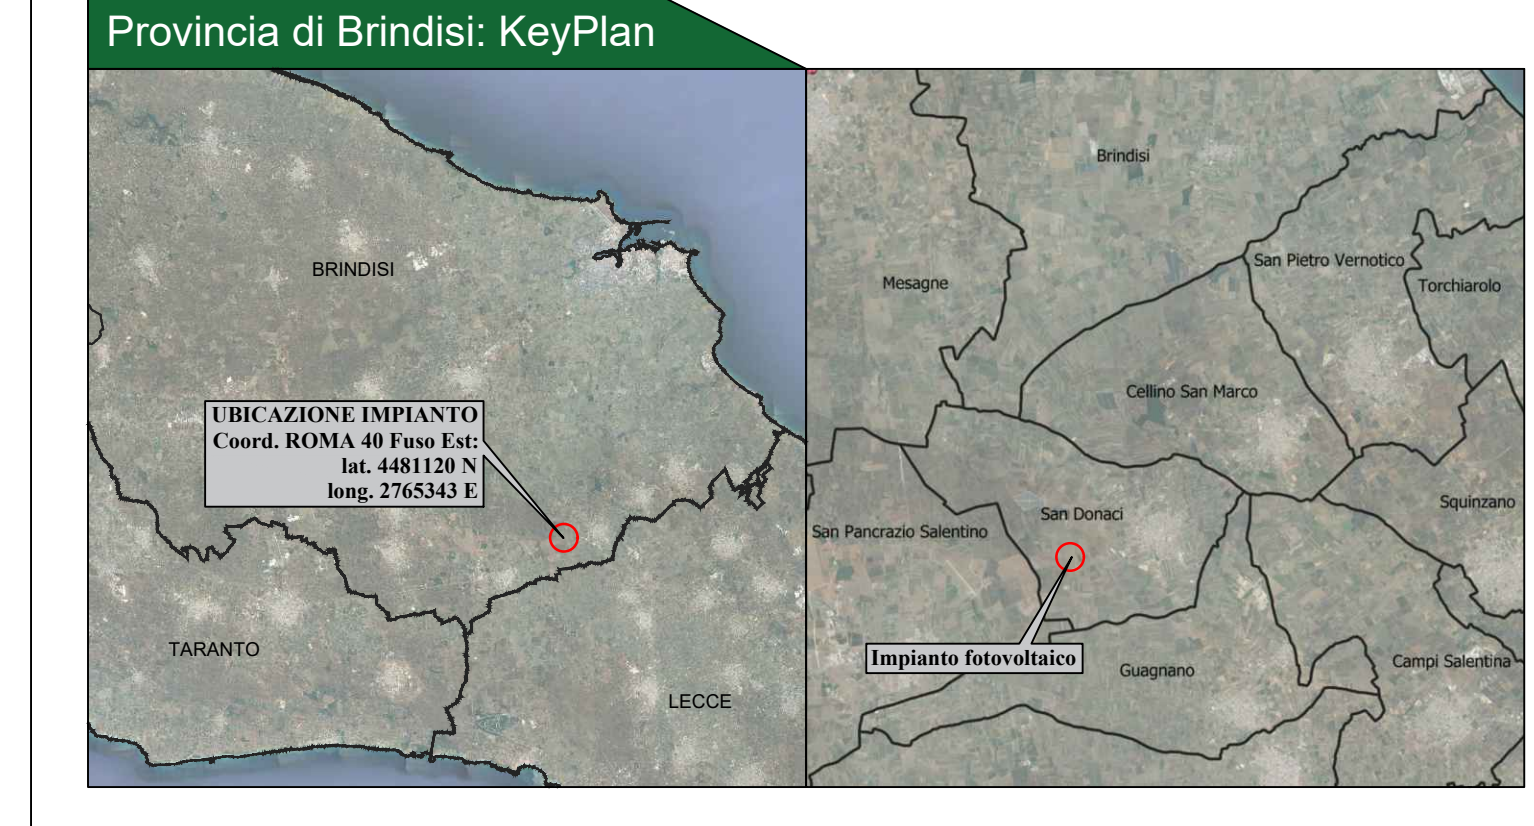 Provincia di Brindisi: KeyPlan
BRINDISI
UBICAZIONE IMPIANTO
Coord. ROMA 40 Fuso Est:
lat. 4481120 N
long. 2765343 E
TARANTO
LECCE
Brindisi
San Pietro Vernotico
Mesagne
Torchiarolo
Cellino San Marco
Squinzano
San Donaci
San Pancrazio Salentino
Impianto fotovoltaico
Guagnano
Campi Salentina